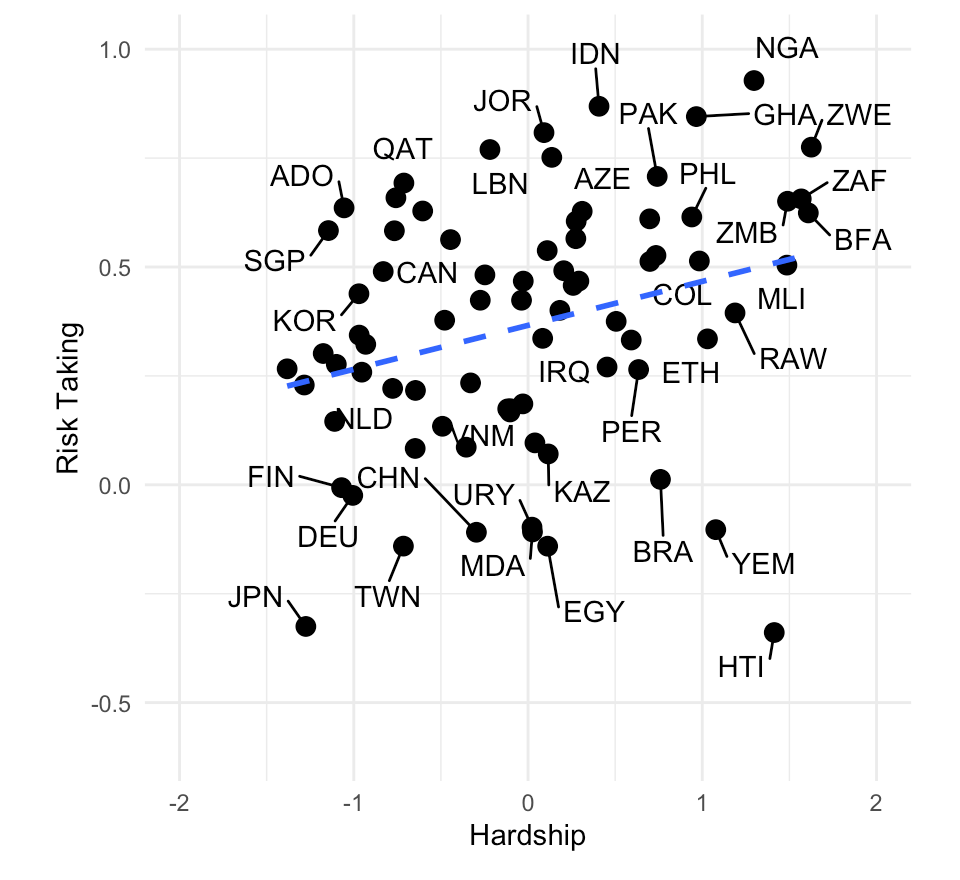 1.0
0.5
0.0
-0.5
Risk Taking
NGA
IDN
JOR
PAK
GHA
ZWE
QAT
ADO
LBN
AZE
PHL
ZAF
ZMB
BFA
SGP
CAN
COL
MLI
KOR
RAW
IRQ
ETH
NLD
VNM
PER
FIN
CHN
URY
KAZ
DEU
MDA
BRA
YEM
JPN
TWN
EGY
HTI
-2
-1
0
1
2
Hardship